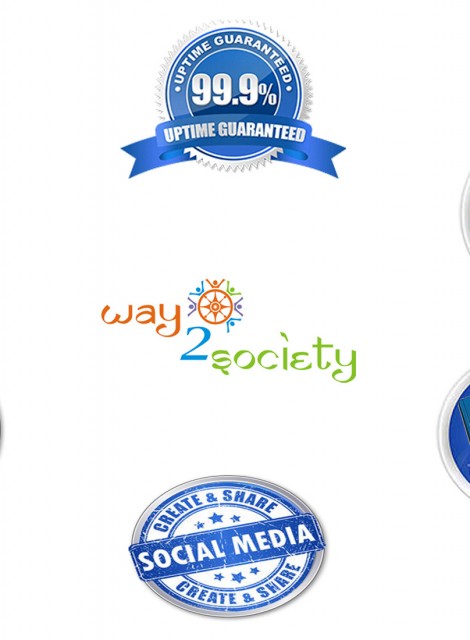 UPTIME GUARANTEED
99.9%
UPTIME GUARANTEED
way
2society
CREATE & SHARE
SOCIAL MEDIA
CREATE & SHARE